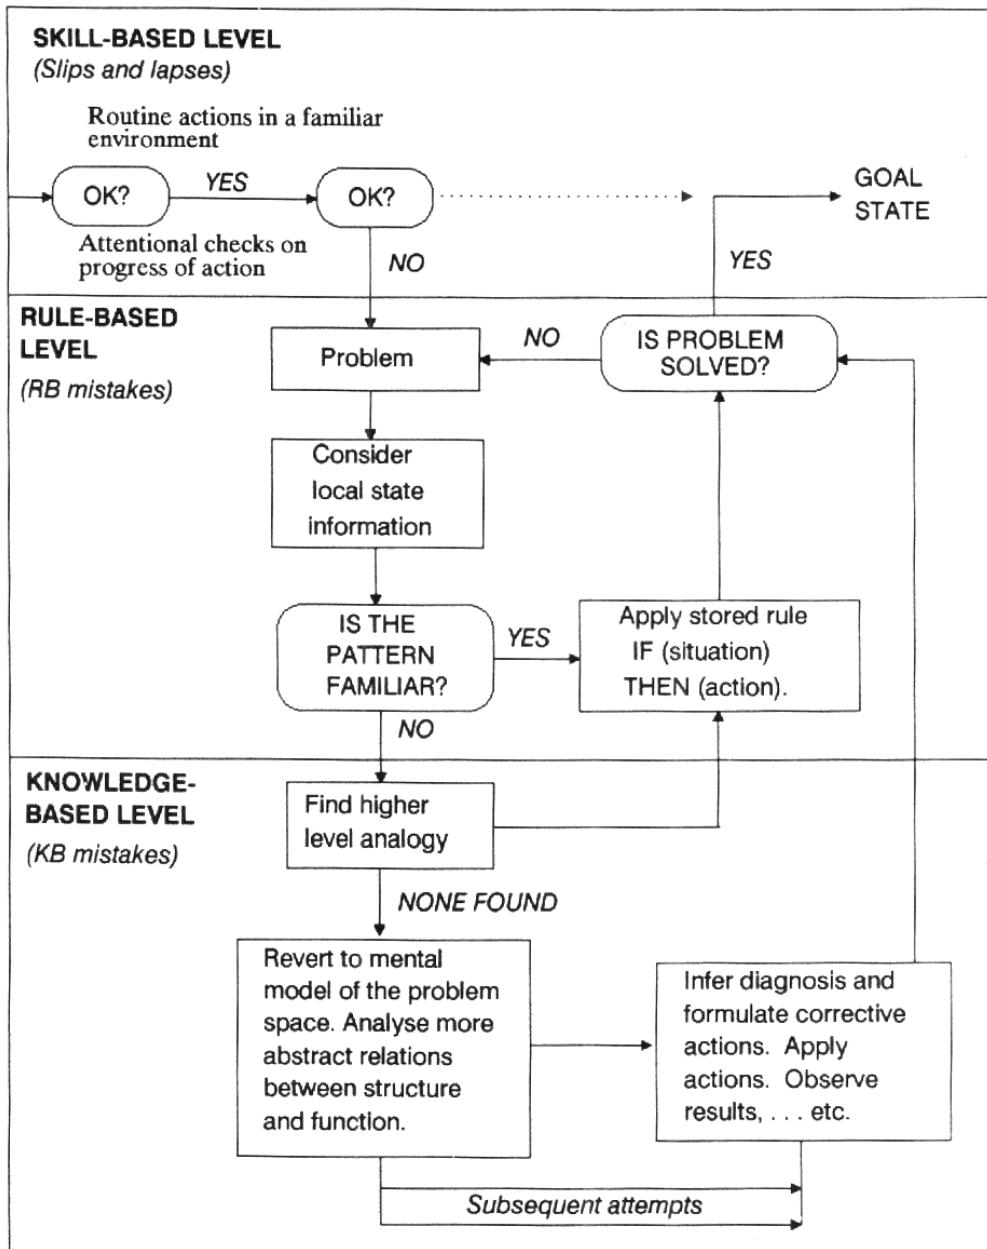 SKILL-BASED LEVEL
(Slips and lapses)
Routine actions in a familiar
environment
OK?
YES
OK?
GOAL
STATE
Attentional checks on
progress of action
NO
YES
RULE-BASED
LEVEL
(RB mistakes)
Problem
NO
IS PROBLEM
SOLVED?
Consider
local state
information
IS THE
PATTERN
FAMILIAR?
YES
Apply stored rule
IF (situation)
THEN (action).
NO
KNOWLEDGE-
BASED LEVEL
(KB mistakes)
Find higher
level analogy
NONE FOUND
Revert to mental
model of the problem
space. Analyse more
abstract relations
between structure
and function.
Infer diagnosis and
formulate corrective
actions. Apply
actions. Observe
results, . . . etc.
Subsequent attempts